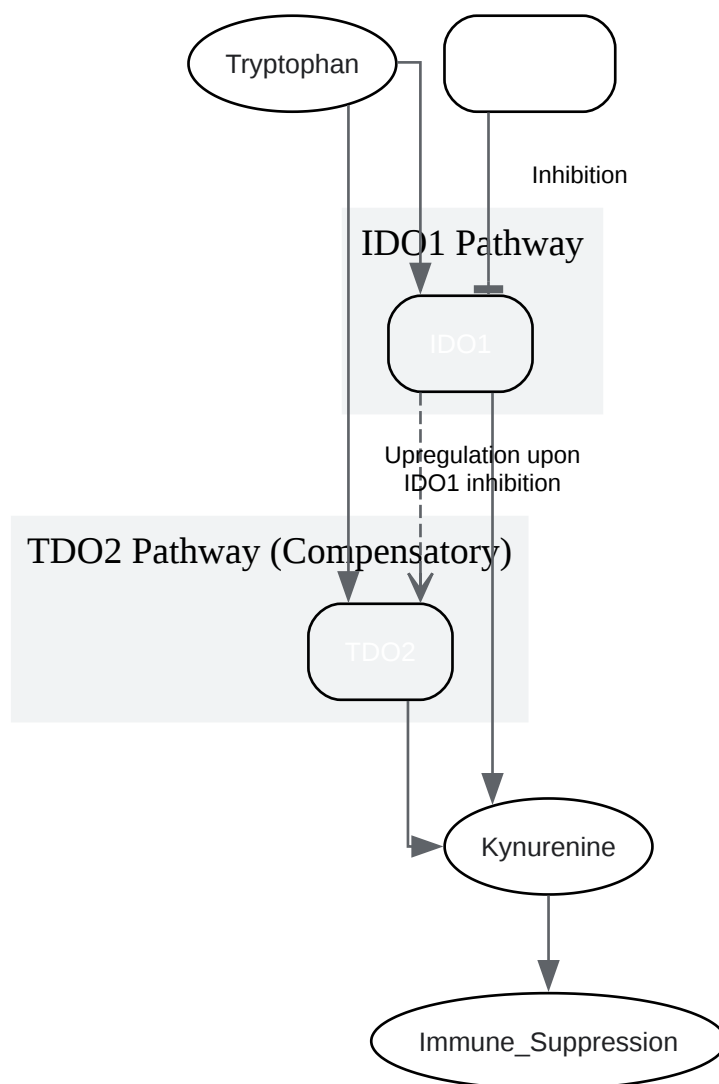 Tryptophan
Inhibition
IDO1 Pathway
IDO1
Upregulation upon
IDO1 inhibition
TDO2 Pathway (Compensatory)
TDO2
Kynurenine
Immune_Suppression